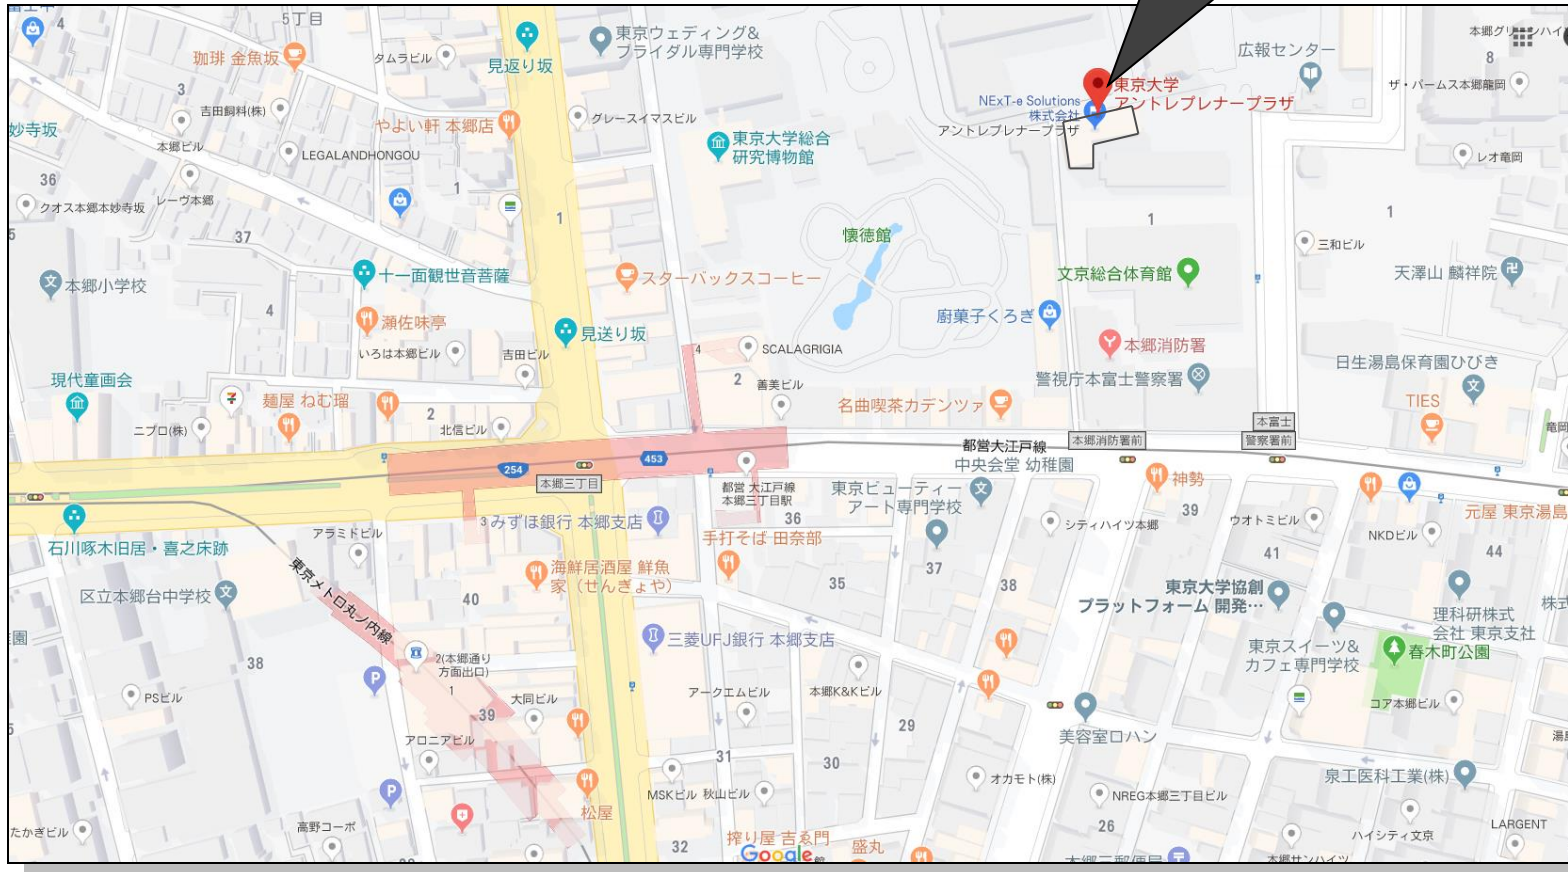 5丁目
4
珈琲 金魚坂
タムラビル
見返り坂
東京ウェディング&
ブライダル専門学校
広報センター
8
ザ・パームス本郷龍岡
東京大学
アントレプレナープラザ
NExT-e Solutions
株式会社
アントレプレナープラザ
3
吉田飼料(株)
やよい軒 本郷店
グレースイマスビル
東京大学総合
研究博物館
妙寺坂
本郷ビル
LEGALANDHONGOU
レオ竜岡
36
クオス本郷本妙寺坂
レーヴ本郷
1
1
1
1
5
37
懐徳館
三和ビル
本郷小学校
十一面観世音菩薩
スターバックスコーヒー
文京総合体育館
天澤山 麟祥院
4
瀬佐味亭
見送り坂
廚菓子くろぎ
いろは本郷ビル
吉田ビル
4
SCALAGRIGIA
本郷消防署
現代童画会
2
善美ビル
警視庁本富士警察署
日生湯島保育園ひびき
麺屋 ねむ瑠
2
名曲喫茶カデンツァ
TIES
ニブロ(株)
北信ビル
本富士
警察署前
本郷消防署前
都営大江戸線
254
453
本郷三丁目
都営 大江戸線
本郷三丁目駅
中央会堂 幼稚園
神勢
東京ビューティー
アート専門学校
3
みずほ銀行 本郷支店
36
39
シティハイツ本郷
ウオトミビル
NKDビル
元屋 東京湯島
石川啄木旧居・喜之床跡
アラミドビル
手打そば 田奈部
41
44
東京メトロ丸ノ内線
海鮮居酒屋 鮮魚
家(せんぎょや)
35
37
38
区立本郷台中学校
40
東京大学協創
プラットフォーム 開発…
理科研株式
会社 東京支社
株式
園
38
2(本郷通り
方面出口)
三菱UFJ銀行 本郷支店
東京スイーツ&
カフェ専門学校
春木町公園
PSビル
1
大同ビル
アークエムビル
本郷K&Kビル
コア本郷ビル
39
29
アロニアビル
美容室ロハン
31
30
オカモト(株)
泉工医科工業(株)
MSKビル
秋山ビル
NREG本郷三丁目ビル
松屋
たかぎビル
高野コーポ
26
ハイシティ文京
LARGENT
32
搾り屋 吉ゑ門
盛丸
Google
本郷三郵便局
本郷サンハイツ